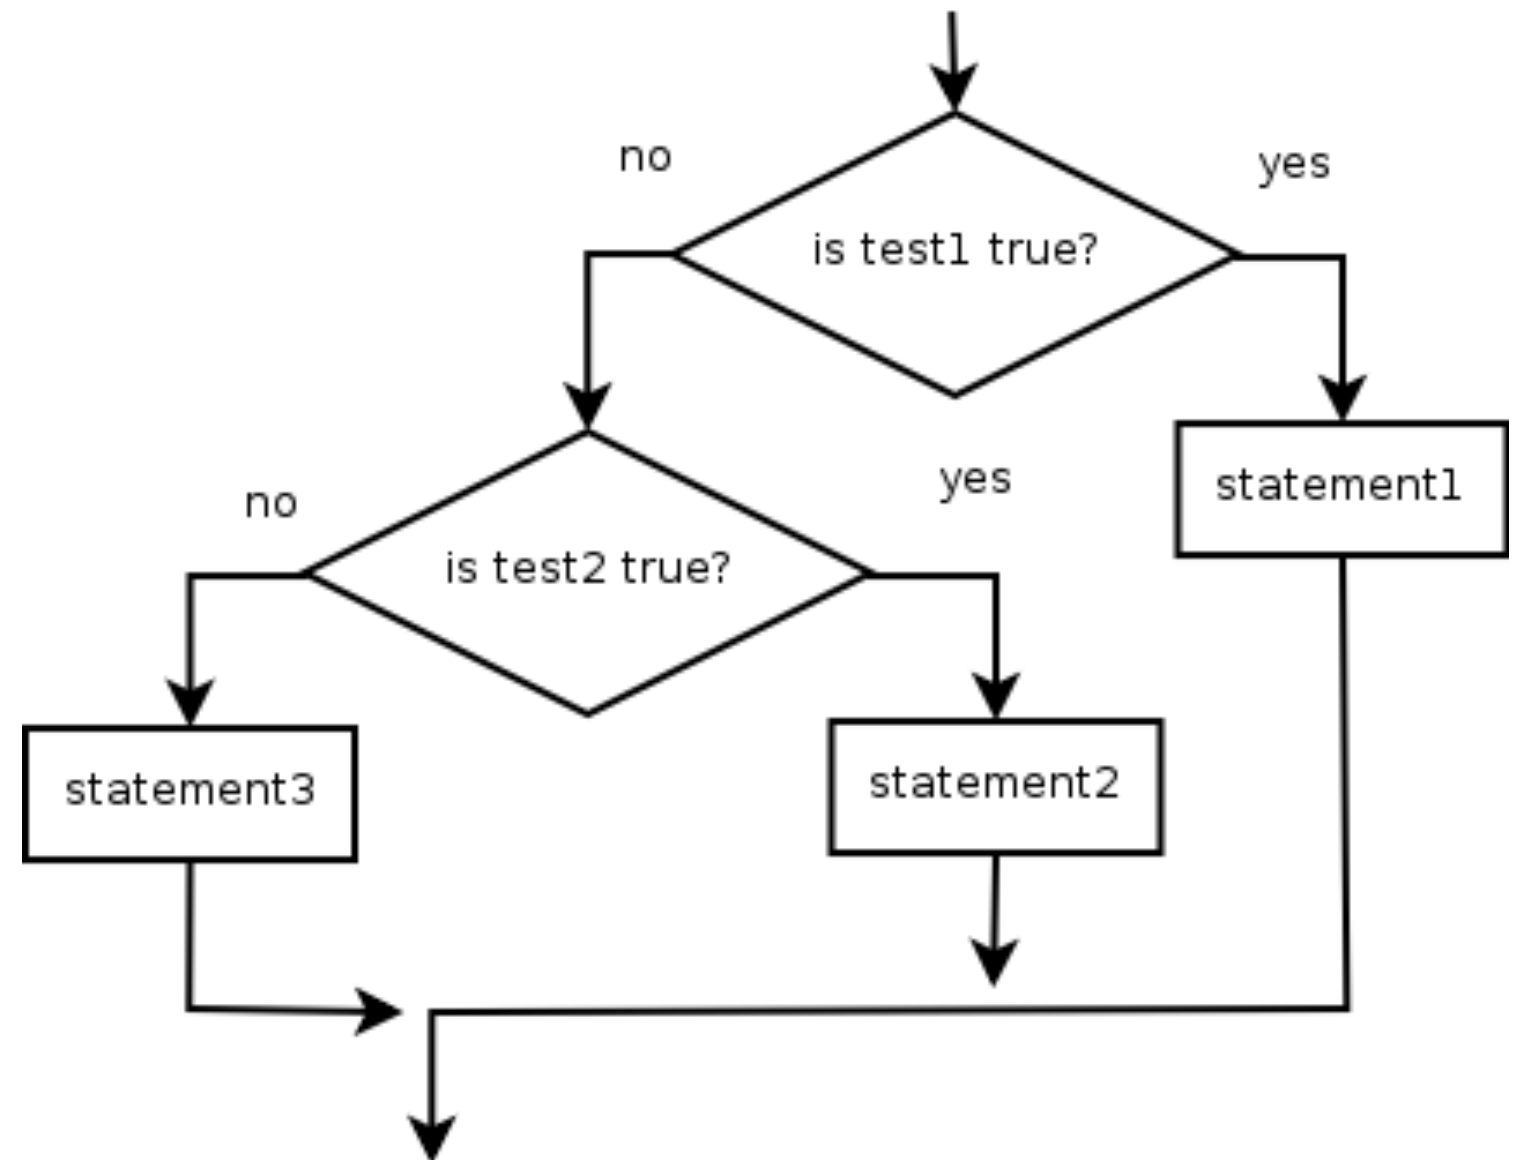 no
yes
is test1 true?
no
yes
statement1
is test2 true?
statement3
statement2